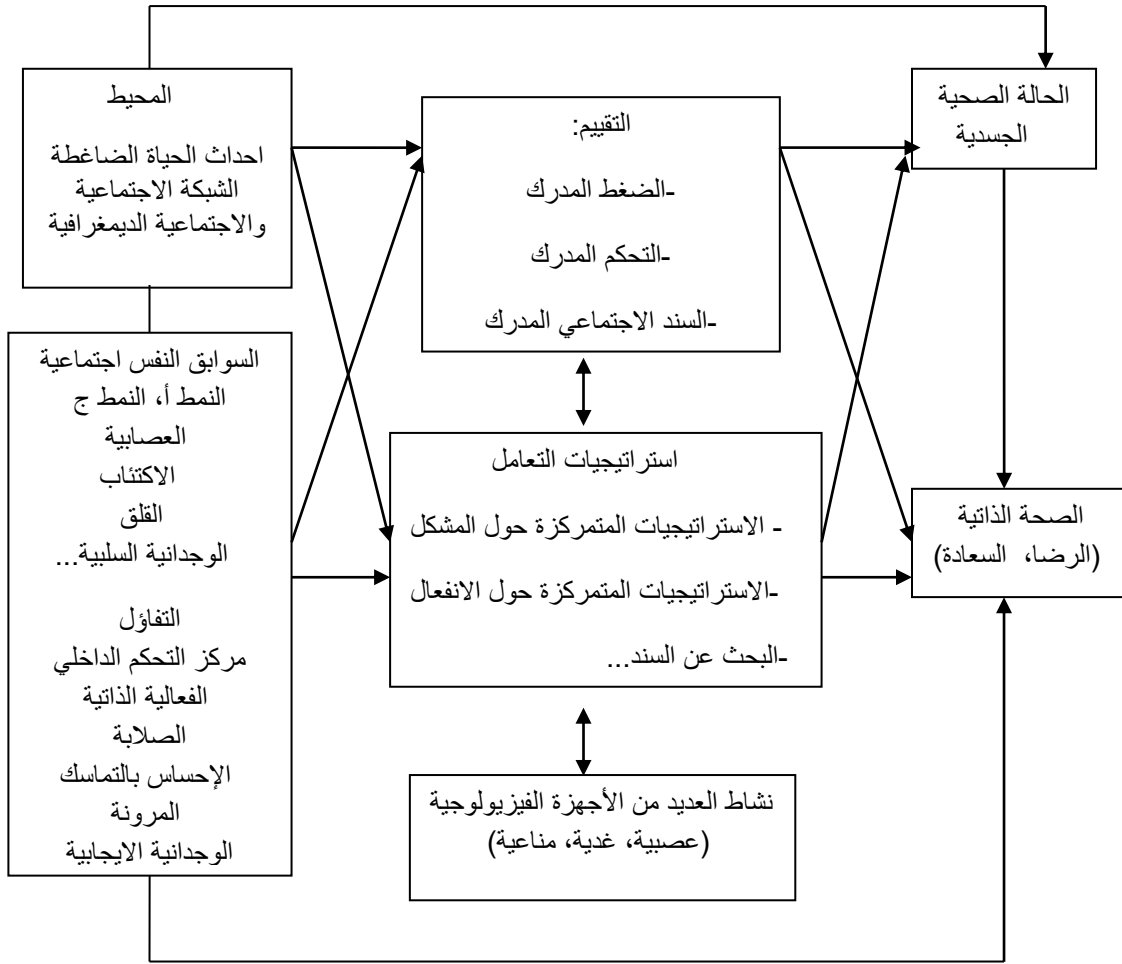 المحيط
احداث الحياة الضاغطة
الشبكة الاجتماعية
والاجتماعية الديمغرافية
السوابق النفس اجتماعية
النمط أ، النمط ج
العصابية
الاكتئاب
القلق
الوجدانية السلبية...
التفاؤل
مركز التحكم الداخلي
الفعالية الذاتية
الصلابة
الإحساس بالتماسك
المرونة
الوجدانية الايجابية
التقييم:
-الضغط المدرك
-التحكم المدرك
-السند الاجتماعي المدرك
استراتيجيات التعامل
- الاستراتيجيات المتمركزة حول المشكل
-الاستراتيجيات المتمركزة حول الانفعال
-البحث عن السند...
نشاط العديد من الأجهزة الفيزيولوجية
(عصبية، غدية، مناعية)
الحالة الصحية
الجسدية
الصحة الذاتية
(الرضا، السعادة)